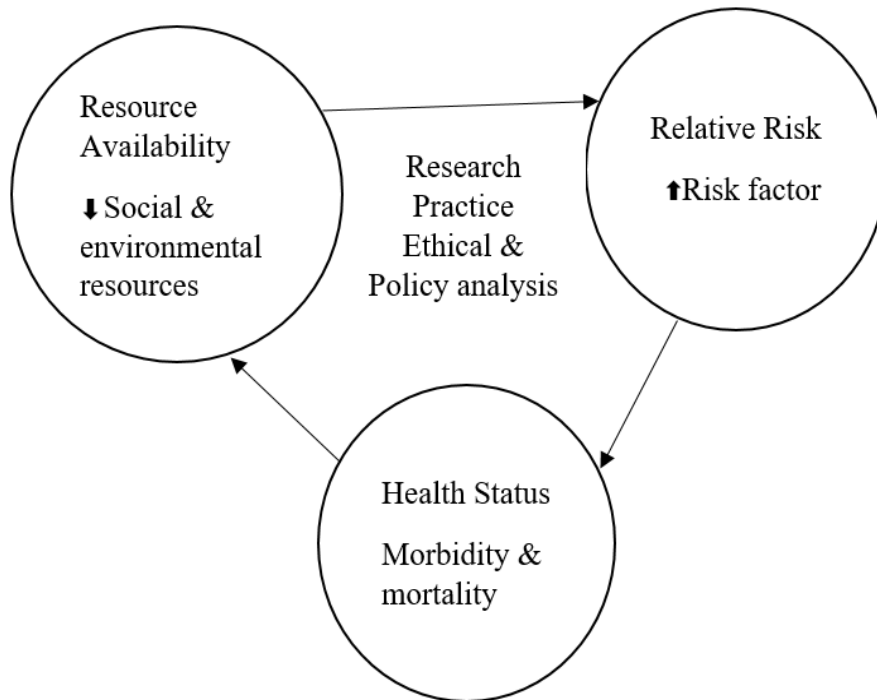 Resource
Availability
⬇Social &
environmental
resources
Research
Practice
Ethical &
Policy analysis
Relative Risk
⬆Risk factor
Health Status
Morbidity &
mortality